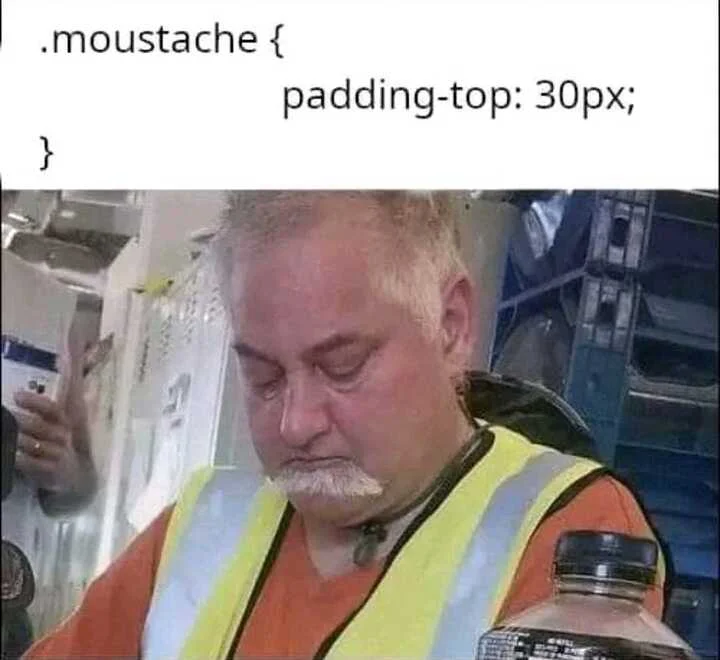 .moustache {
padding-top: 30px;
}